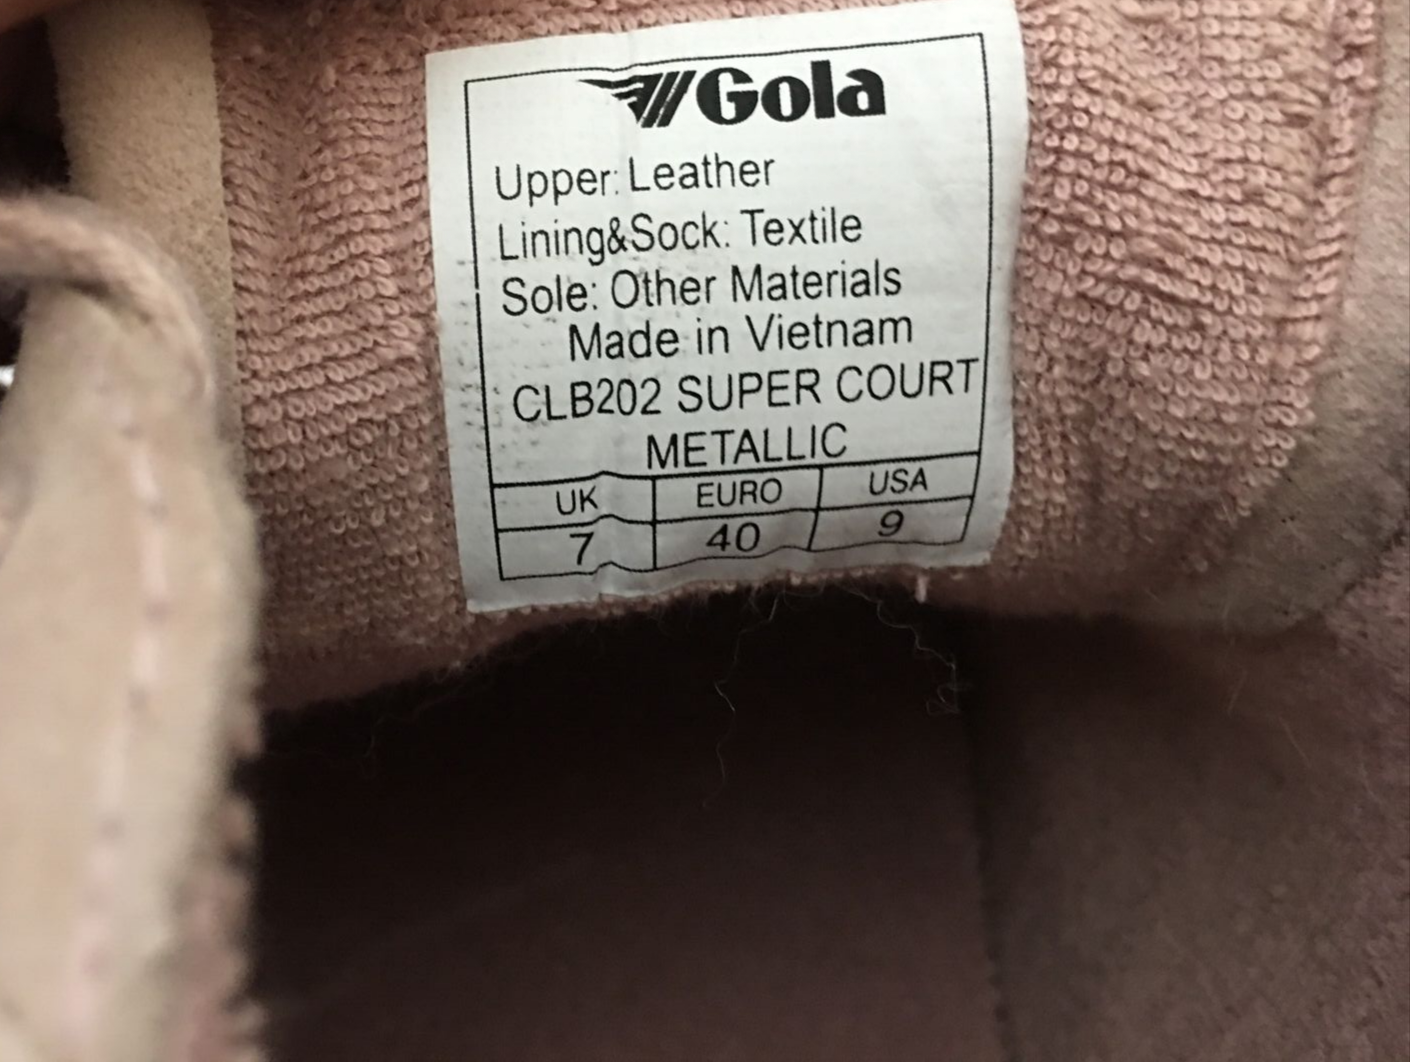 Gola
Upper: Leather
Lining&Sock: Textile
Sole: Other Materials
Made in Vietnam
CLB202 SUPER COURT
METALLIC
UK EURO USA
7 40 9